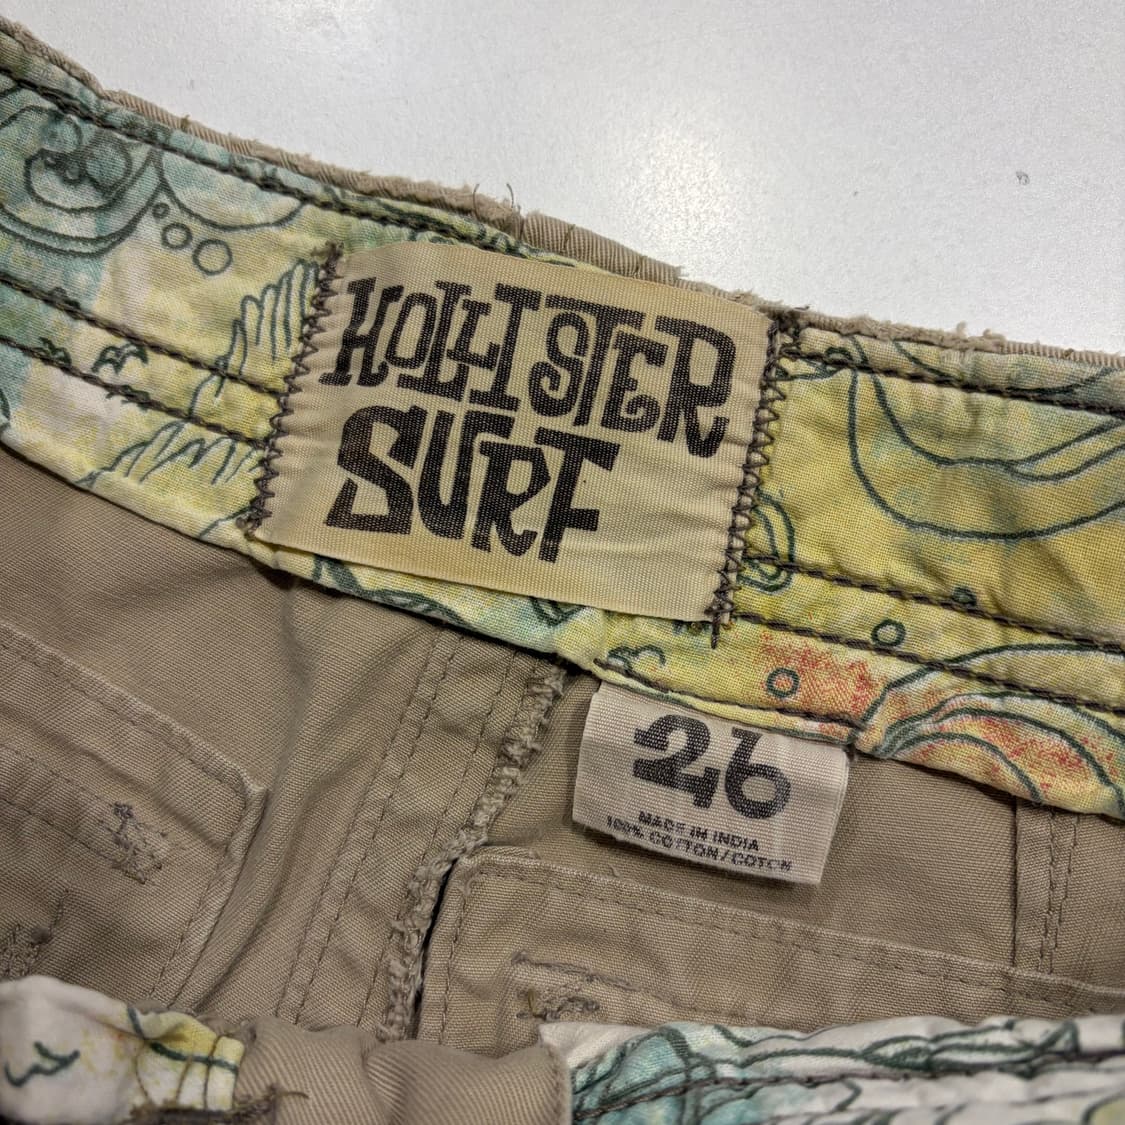 HOLLISTER
SURF
26
MADE IN INDIA
100% COTTON/COTON